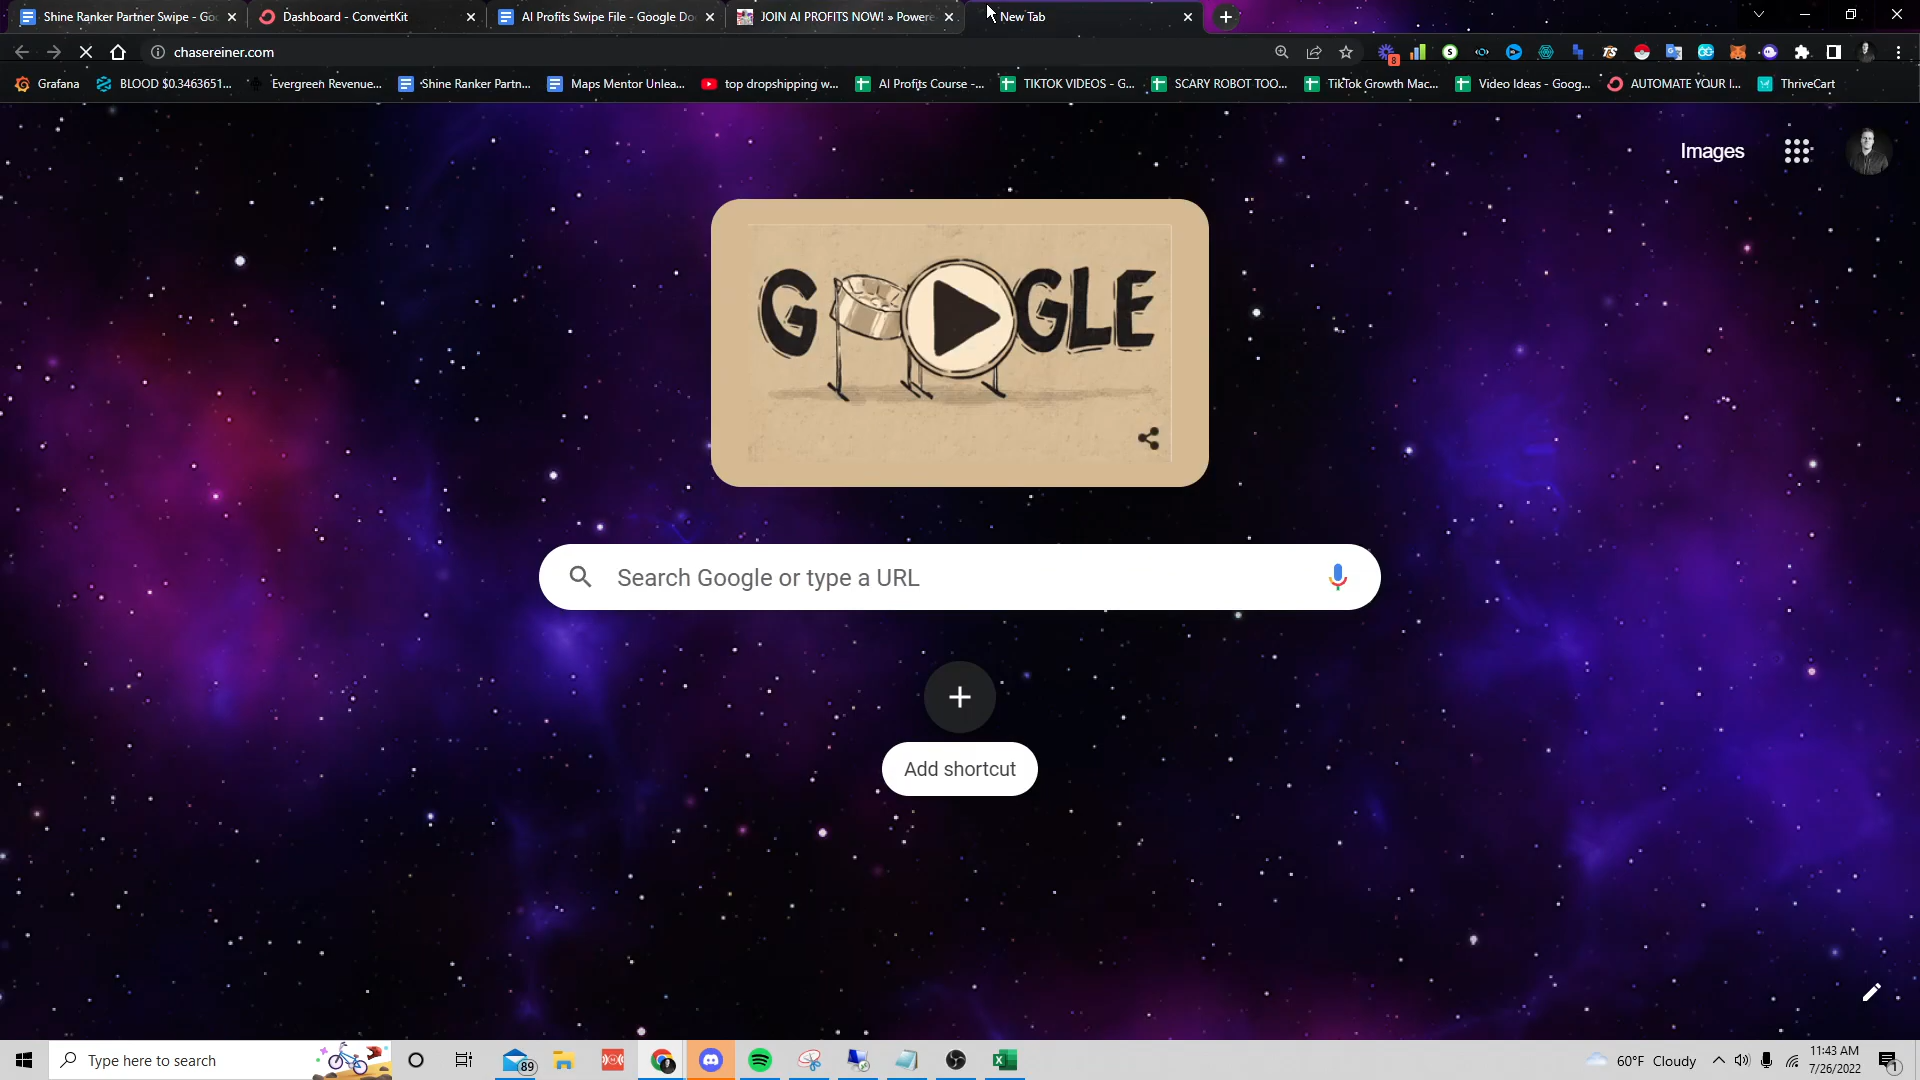 Shine Ranker Partner Swipe - Go
Dashboard - ConvertKit
AI Profits Swipe File - Google Do
JOIN AI PROFITS NOW! » Powere
New Tab
chasereiner.com
8
Grafana
BLOOD $0.3463651...
Evergreen Revenue...
Shine Ranker Partn...
Maps Mentor Unlea...
top dropshipping w...
AI Profits Course -...
TIKTOK VIDEOS - G...
SCARY ROBOT TOO...
TikTok Growth Mac...
Video Ideas - Goog...
AUTOMATE YOUR I...
ThriveCart
Images
G GLE
Search Google or type a URL
Add shortcut
Type here to search
89
60°F Cloudy
11:43 AM
7/26/2022
1